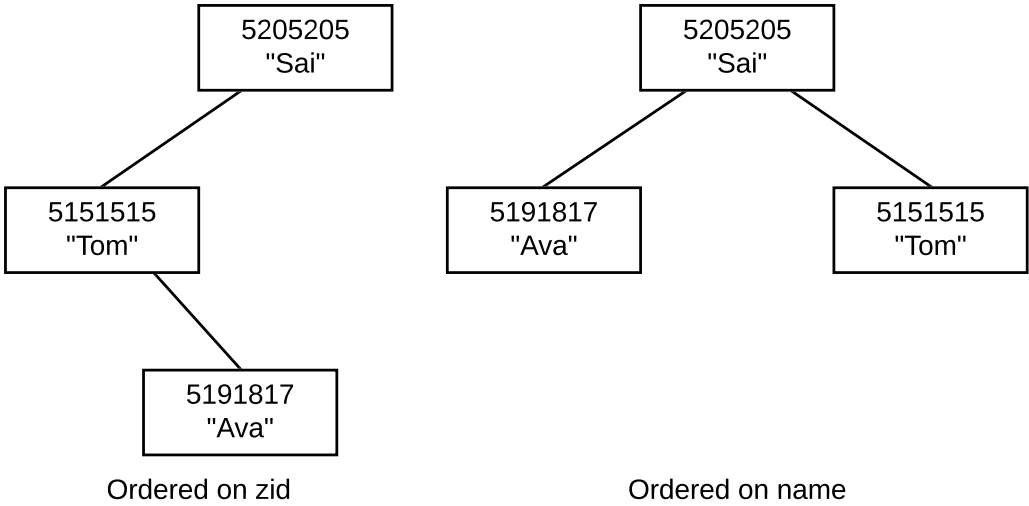 5205205
"Sai"
5151515
"Tom"
5191817
"Ava"
Ordered on zid
5205205
"Sai"
5191817
"Ava"
5151515
"Tom"
Ordered on name